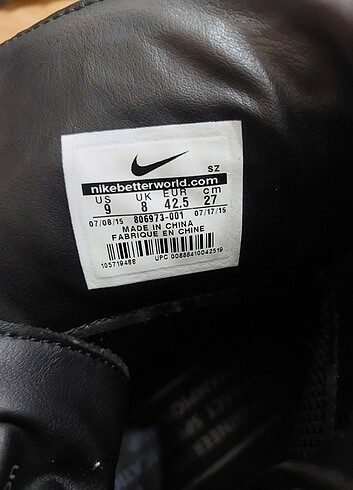 SZ
nikebetterworld.com
US UK EUR cm
9 8 42.5 27
07/08/15 806973-001 07/17/15
MADE IN CHINA
FABRIQUE EN CHINE
105719488 UPC 00888410042519